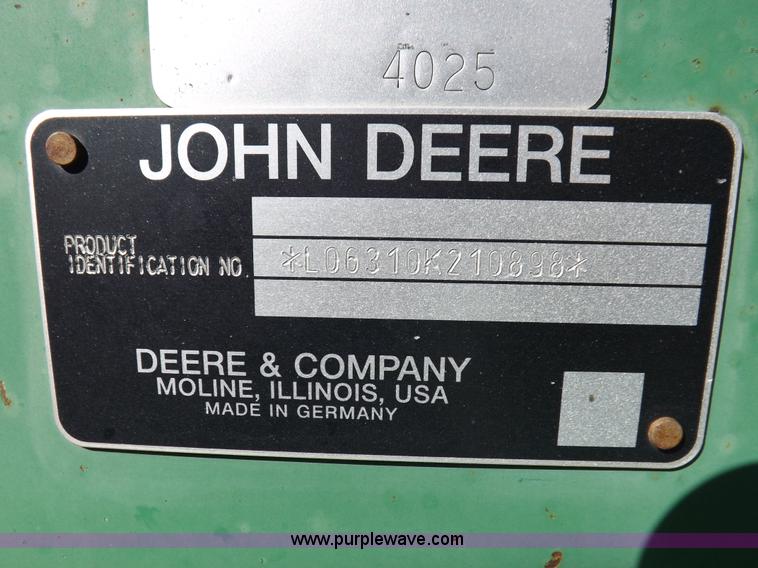 4025
JOHN DEERE
PRODUCT
IDENTIFICATION NO.
*L06310K210898*
DEERE & COMPANY
MOLINE, ILLINOIS, USA
MADE IN GERMANY
www.purplewave.com